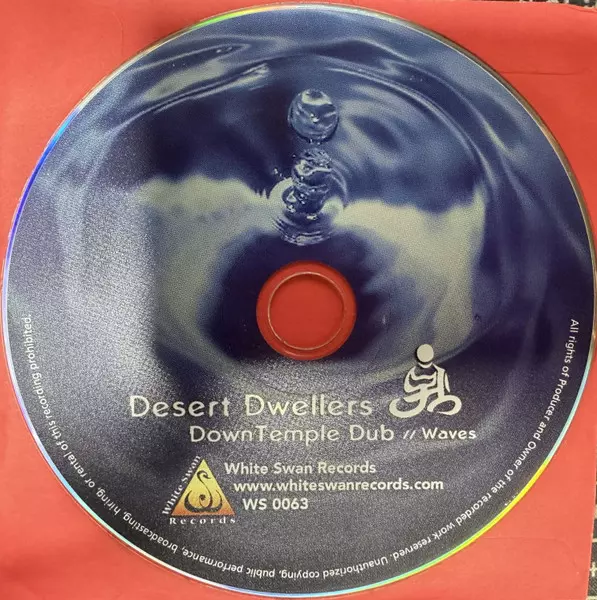 Desert Dwellers
DownTemple Dub // Waves
White Swan Records
www.whiteswanrecords.com
WS 0063
White Swan
Records
All rights of Producer and Owner of the recorded work reserved. Unauthorized copying, public performance, broadcasting, hiring, or rental of this recording prohibited.